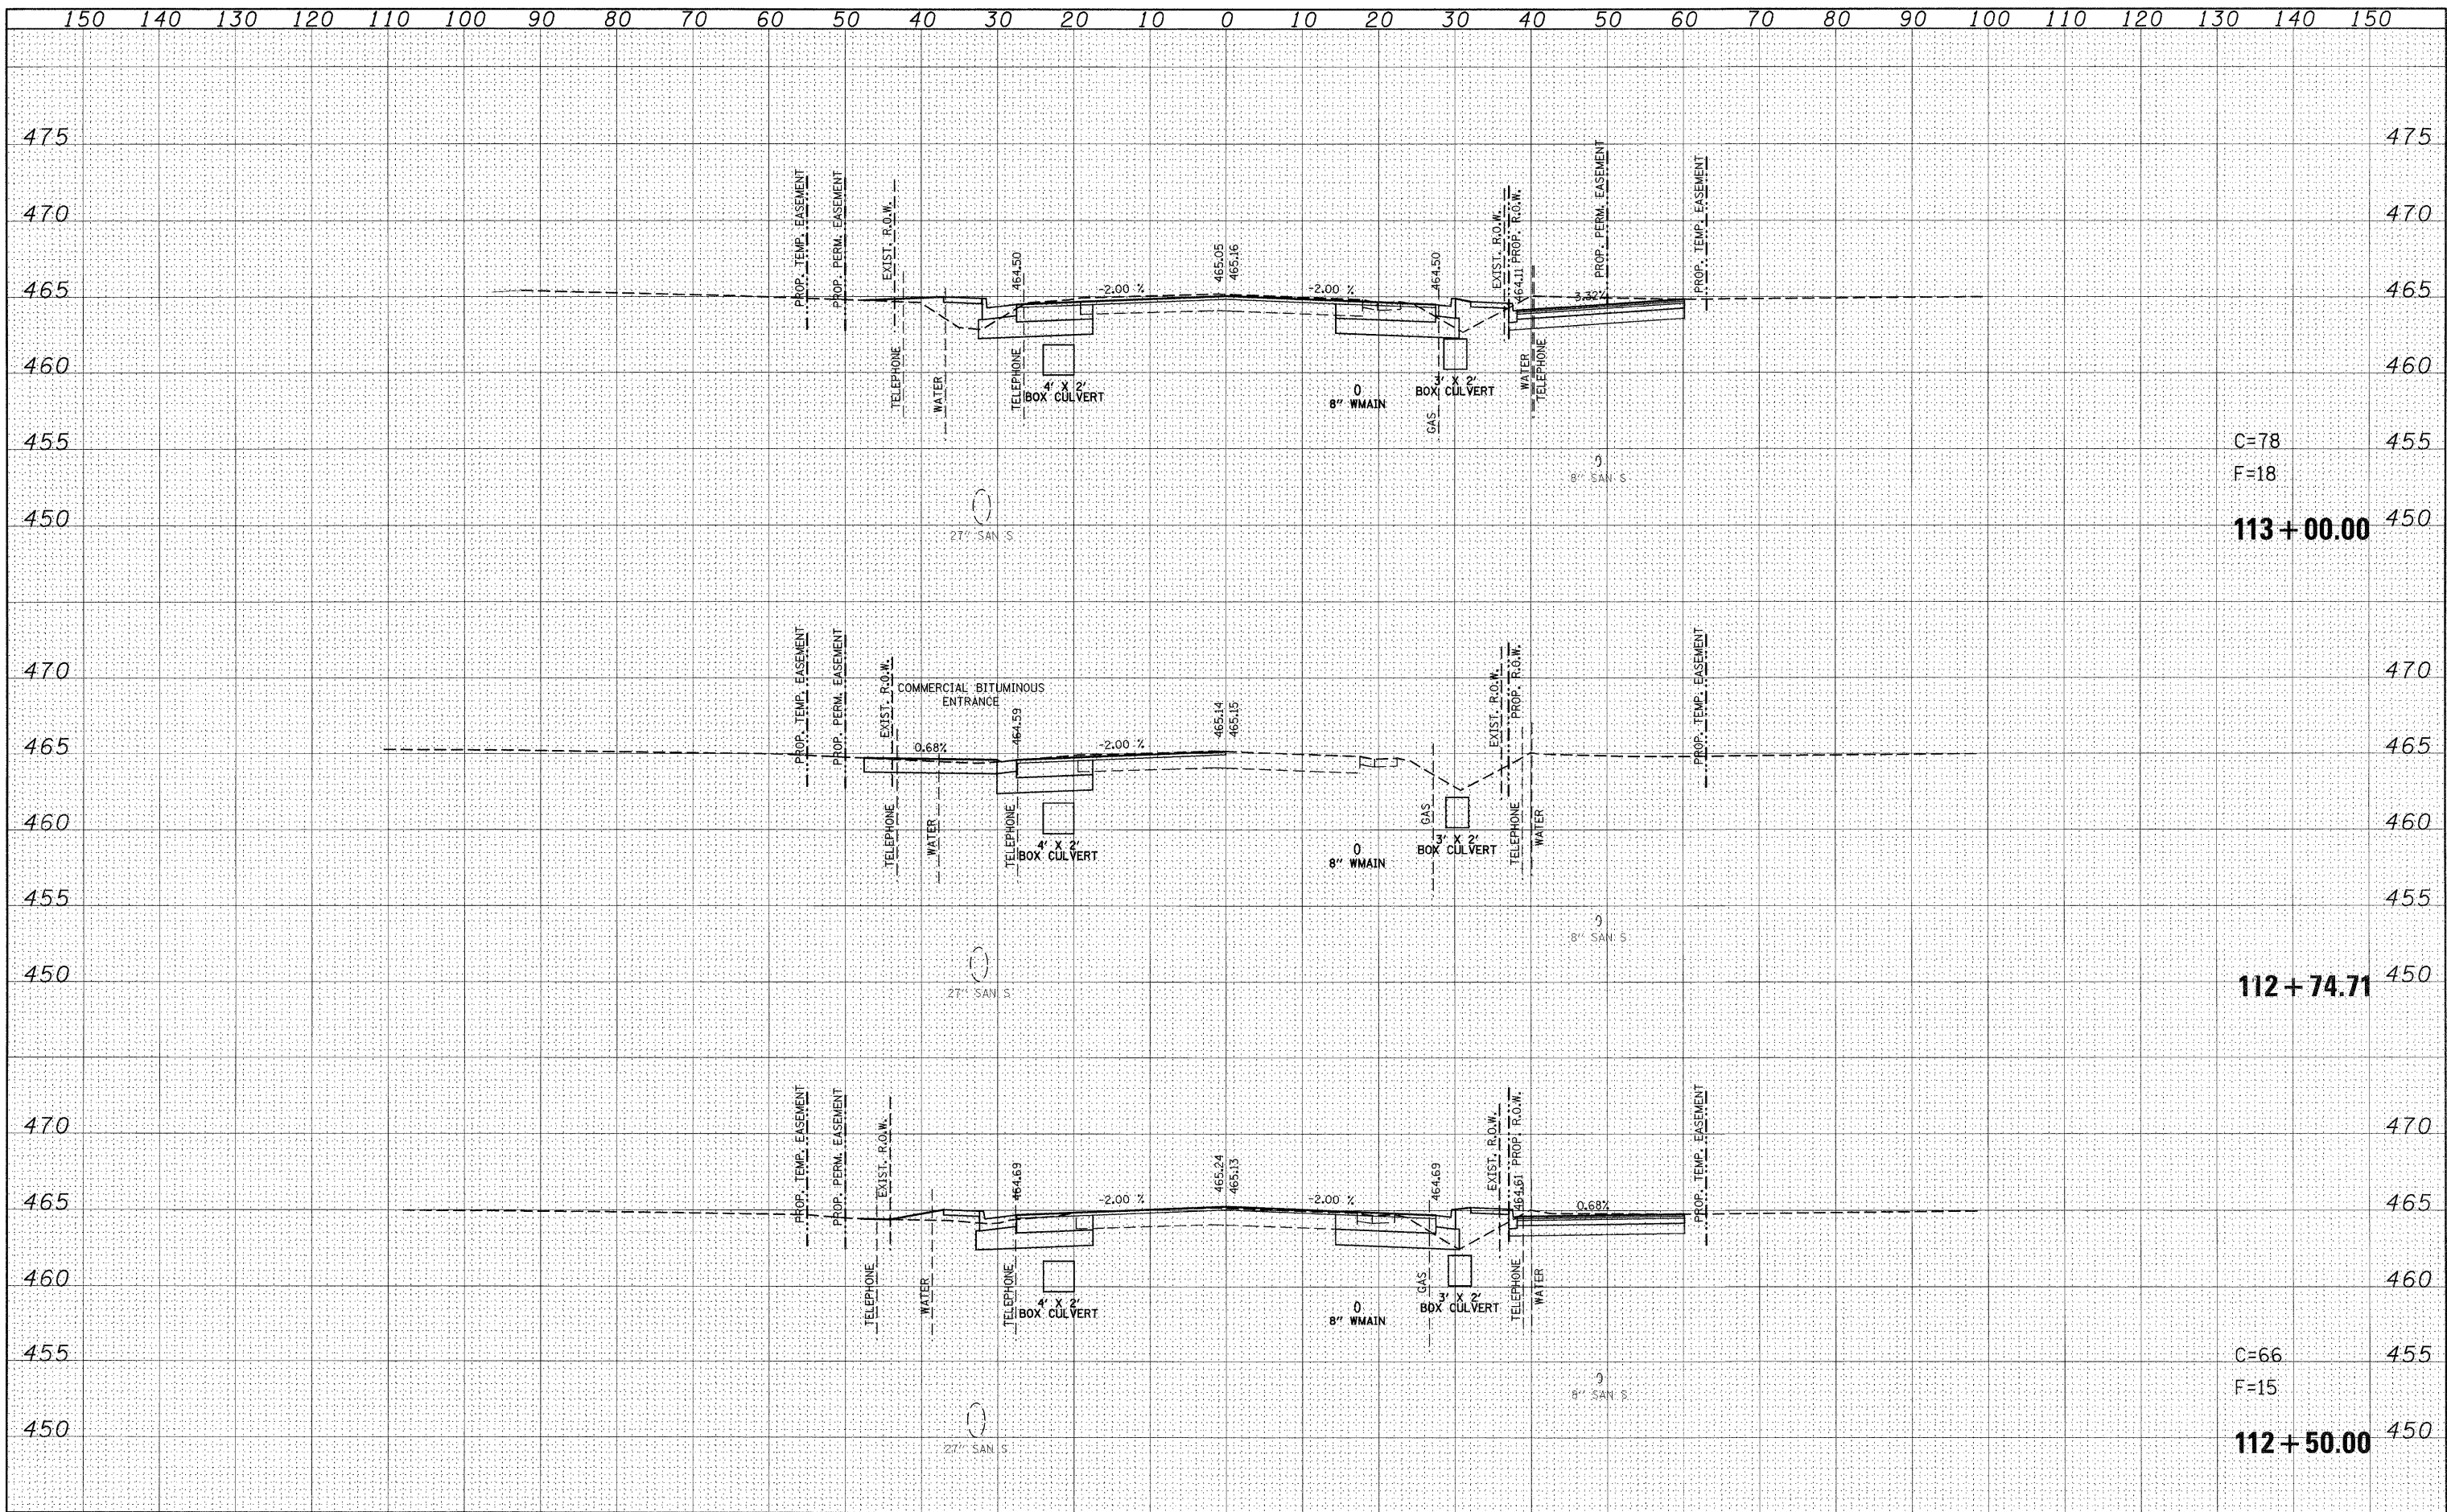 150 140 130 120 110 100 90 80 70 60 50 40 30 20 10 0 10 20 30 40 50 60 70 80 90 100 110 120 130 140 150
475 475
470 470
465 465
460 460
455 455
450 450
PROP. TEMP. EASEMENT
PROP. PERM. EASEMENT
EXIST. R.O.W.
TELEPHONE
WATER
TELEPHONE
464.50
-2.00 %
465.05
465.16
-2.00 %
464.50
EXIST. R.O.W.
464.11 PROP. R.O.W.
PROP. PERM. EASEMENT
3.32%
PROP. TEMP. EASEMENT
4' X 2'
BOX CULVERT
8" WMAIN
GAS
3' X 2'
BOX CULVERT
WATER
TELEPHONE
27" SAN S
8" SAN S
C=78
F=18
113+00.00
470 470
465 465
460 460
455 455
450 450
PROP. TEMP. EASEMENT
PROP. PERM. EASEMENT
EXIST. R.O.W.
COMMERCIAL BITUMINOUS
ENTRANCE
0.68%
464.59
-2.00 %
465.14
465.15
EXIST. R.O.W.
PROP. R.O.W.
PROP. TEMP. EASEMENT
TELEPHONE
WATER
TELEPHONE
4' X 2'
BOX CULVERT
8" WMAIN
GAS
3' X 2'
BOX CULVERT
TELEPHONE
WATER
27" SAN S
8" SAN S
112+74.71
470 470
465 465
460 460
455 455
450 450
PROP. TEMP. EASEMENT
PROP. PERM. EASEMENT
EXIST. R.O.W.
464.69
-2.00 %
465.24
465.13
-2.00 %
464.69
EXIST. R.O.W.
464.61 PROP. R.O.W.
0.68%
PROP. TEMP. EASEMENT
TELEPHONE
WATER
TELEPHONE
4' X 2'
BOX CULVERT
8" WMAIN
GAS
3' X 2'
BOX CULVERT
TELEPHONE
WATER
27" SAN S
8" SAN S
C=66
F=15
112+50.00